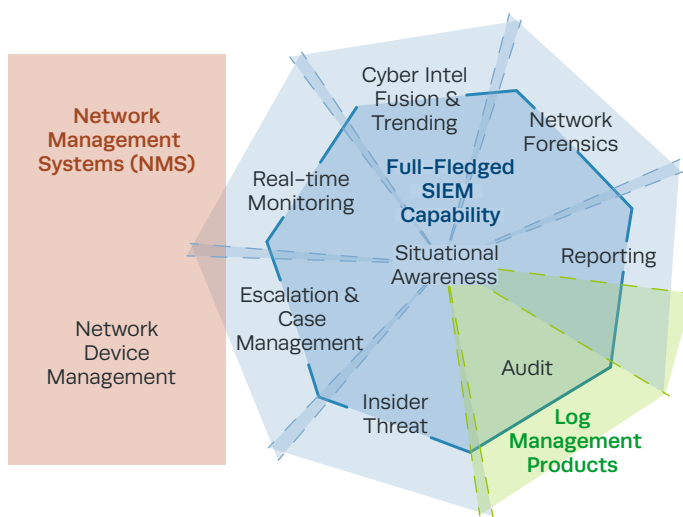 Network
Management
Systems (NMS)
Network
Device
Management
Cyber Intel
Fusion &
Trending
Network
Forensics
Full–Fledged
SIEM
Capability
Real–time
Monitoring
Situational
Awareness
Reporting
Escalation &
Case
Management
Audit
Insider
Threat
Log
Management
Products